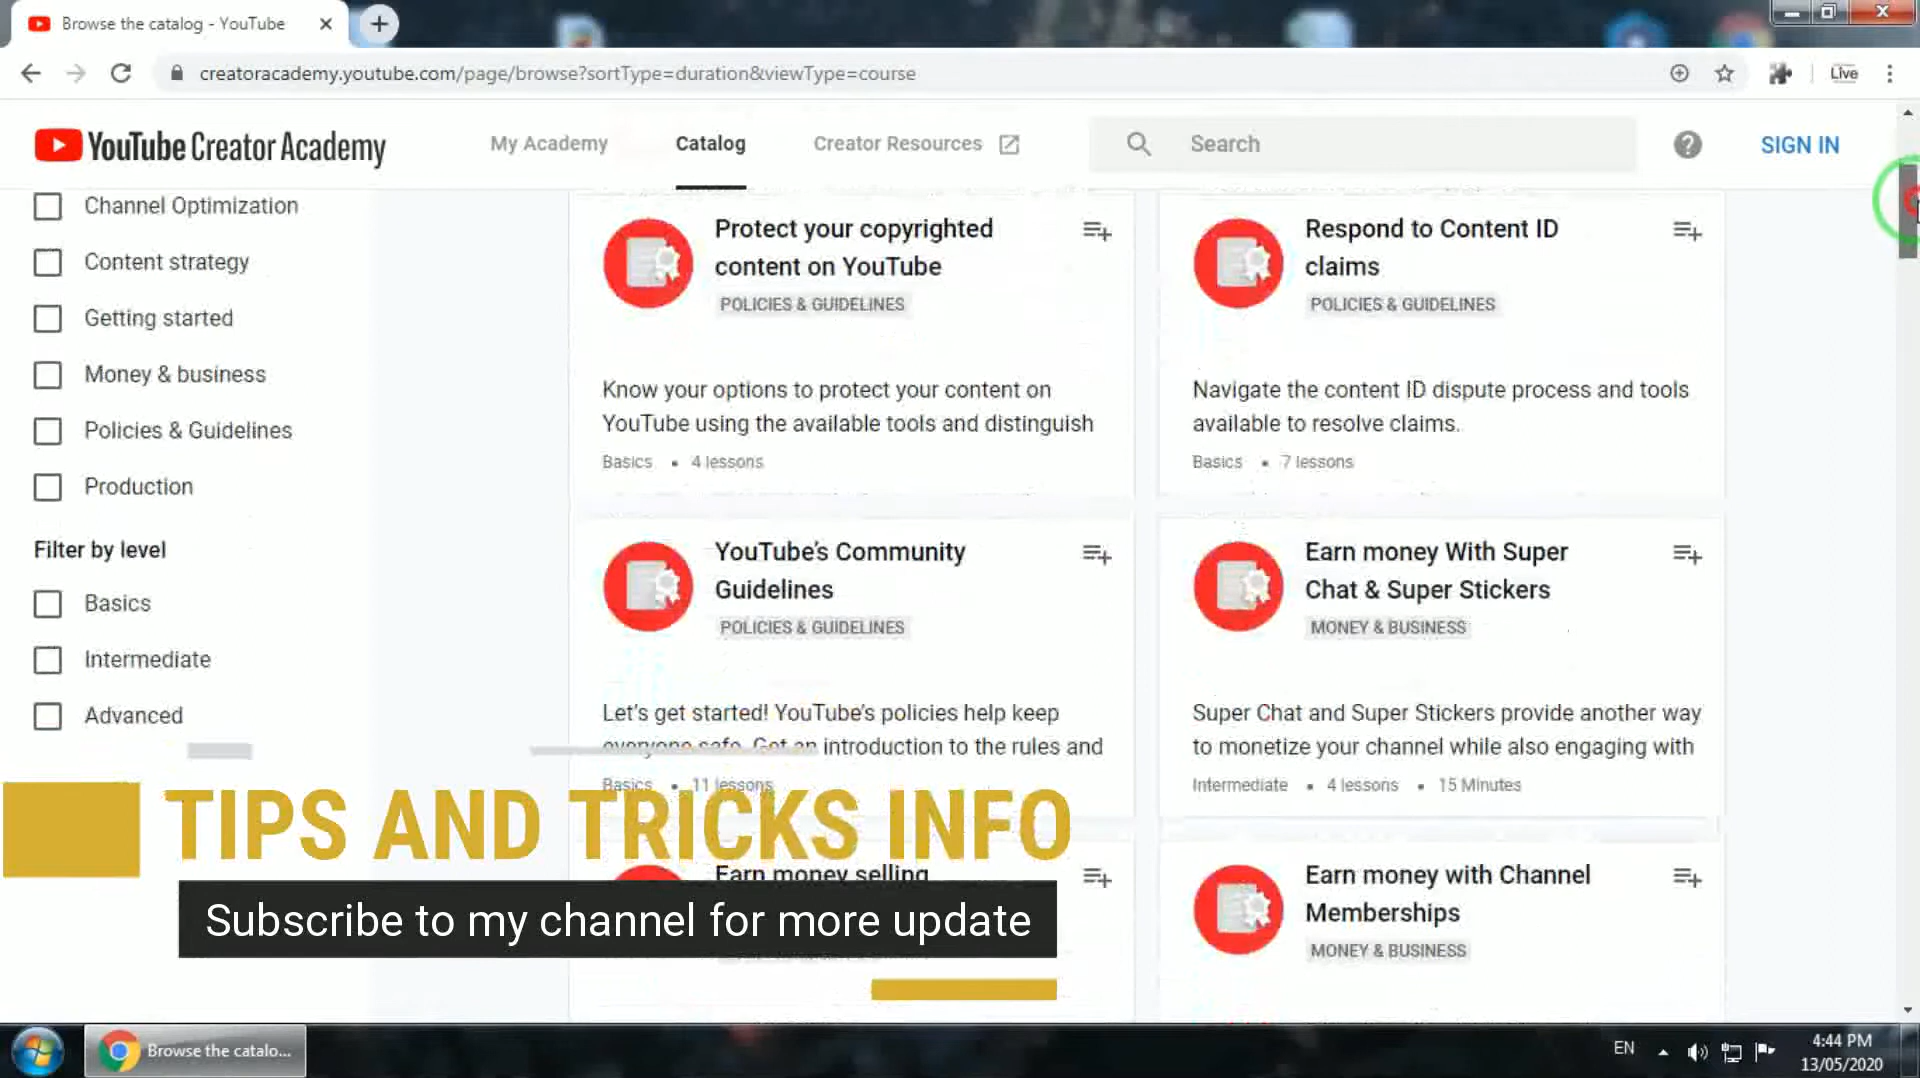 Browse the catalog - YouTube
creatoracademy.youtube.com/page/browse?sortType=duration&viewType=course
Live
YouTube Creator Academy
My Academy
Catalog
Creator Resources
Search
SIGN IN
Channel Optimization
Content strategy
Getting started
Money & business
Policies & Guidelines
Production
Filter by level
Basics
Intermediate
Advanced
Protect your copyrighted
content on YouTube
POLICIES & GUIDELINES
Know your options to protect your content on
YouTube using the available tools and distinguish
Basics • 4 lessons
Respond to Content ID
claims
POLICIES & GUIDELINES
Navigate the content ID dispute process and tools
available to resolve claims.
Basics • 7 lessons
YouTube's Community
Guidelines
POLICIES & GUIDELINES
Let's get started! YouTube's policies help keep
everyone safe. Get an introduction to the rules and
Basics • 11 lessons
Earn money With Super
Chat & Super Stickers
MONEY & BUSINESS
Super Chat and Super Stickers provide another way
to monetize your channel while also engaging with
Intermediate • 4 lessons • 15 Minutes
Earn money selling
Earn money with Channel
Memberships
MONEY & BUSINESS
TIPS AND TRICKS INFO
Subscribe to my channel for more update
Browse the catalo...
EN
4:44 PM
13/05/2020